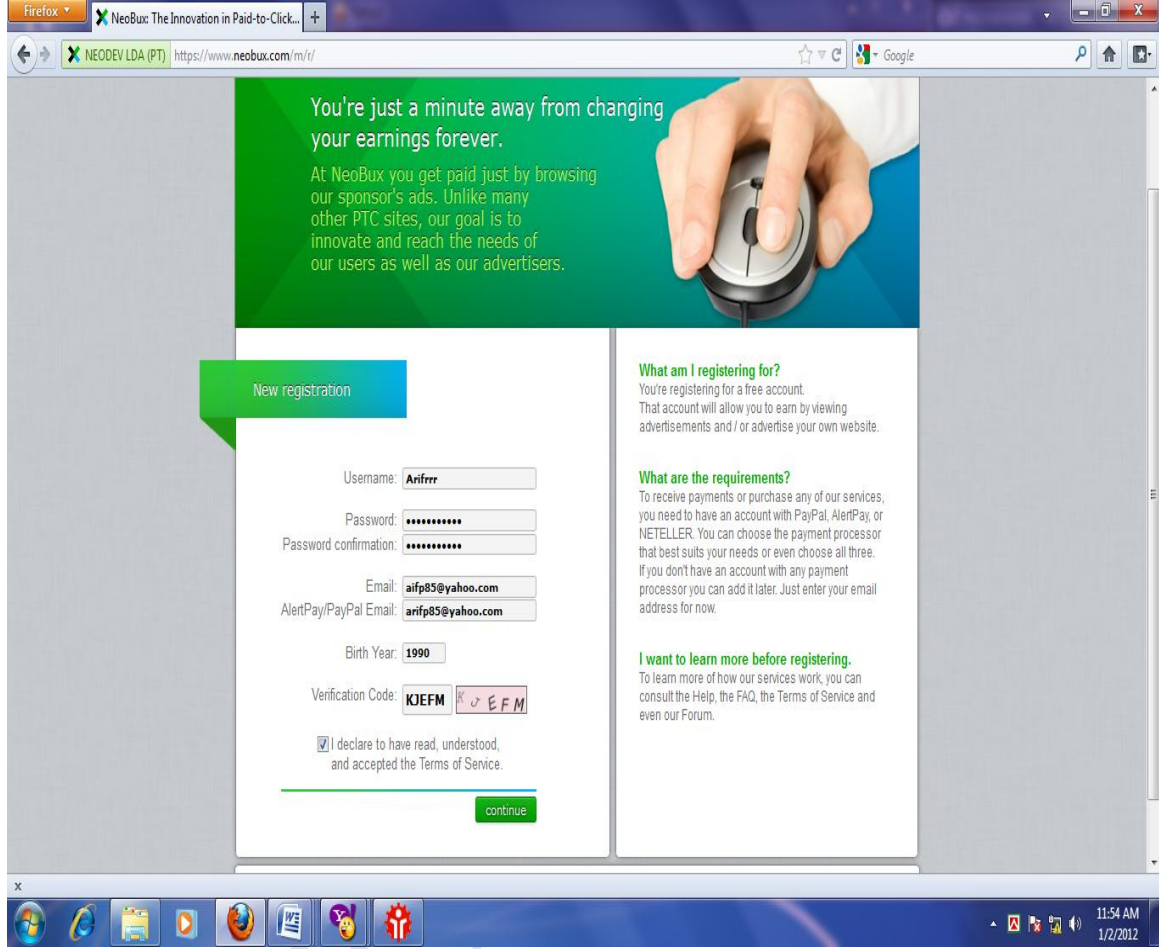 Firefox
NeoBux: The Innovation in Paid-to-Click...
NEODEV LDA (PT) https://www.neobux.com/m/r/
Google
You're just a minute away from changing
your earnings forever.
At NeoBux you get paid just by browsing
our sponsor's ads. Unlike many
other PTC sites, our goal is to
innovate and reach the needs of
our users as well as our advertisers.
New registration
Username: Arifrrr
Password:
Password confirmation:
Email: aifp85@yahoo.com
AlertPay/PayPal Email: arifp85@yahoo.com
Birth Year: 1990
Verification Code: KJEFM KJEFM
I declare to have read, understood,
and accepted the Terms of Service.
continue
What am I registering for?
You're registering for a free account.
That account will allow you to earn by viewing
advertisements and / or advertise your own website.
What are the requirements?
To receive payments or purchase any of our services,
you need to have an account with PayPal, AlertPay, or
NETELLER. You can choose the payment processor
that best suits your needs or even choose all three.
If you don't have an account with any payment
processor you can add it later. Just enter your email
address for now.
I want to learn more before registering.
To learn more of how our services work, you can
consult the Help, the FAQ, the Terms of Service and
even our Forum.
x
11:54 AM
1/2/2012